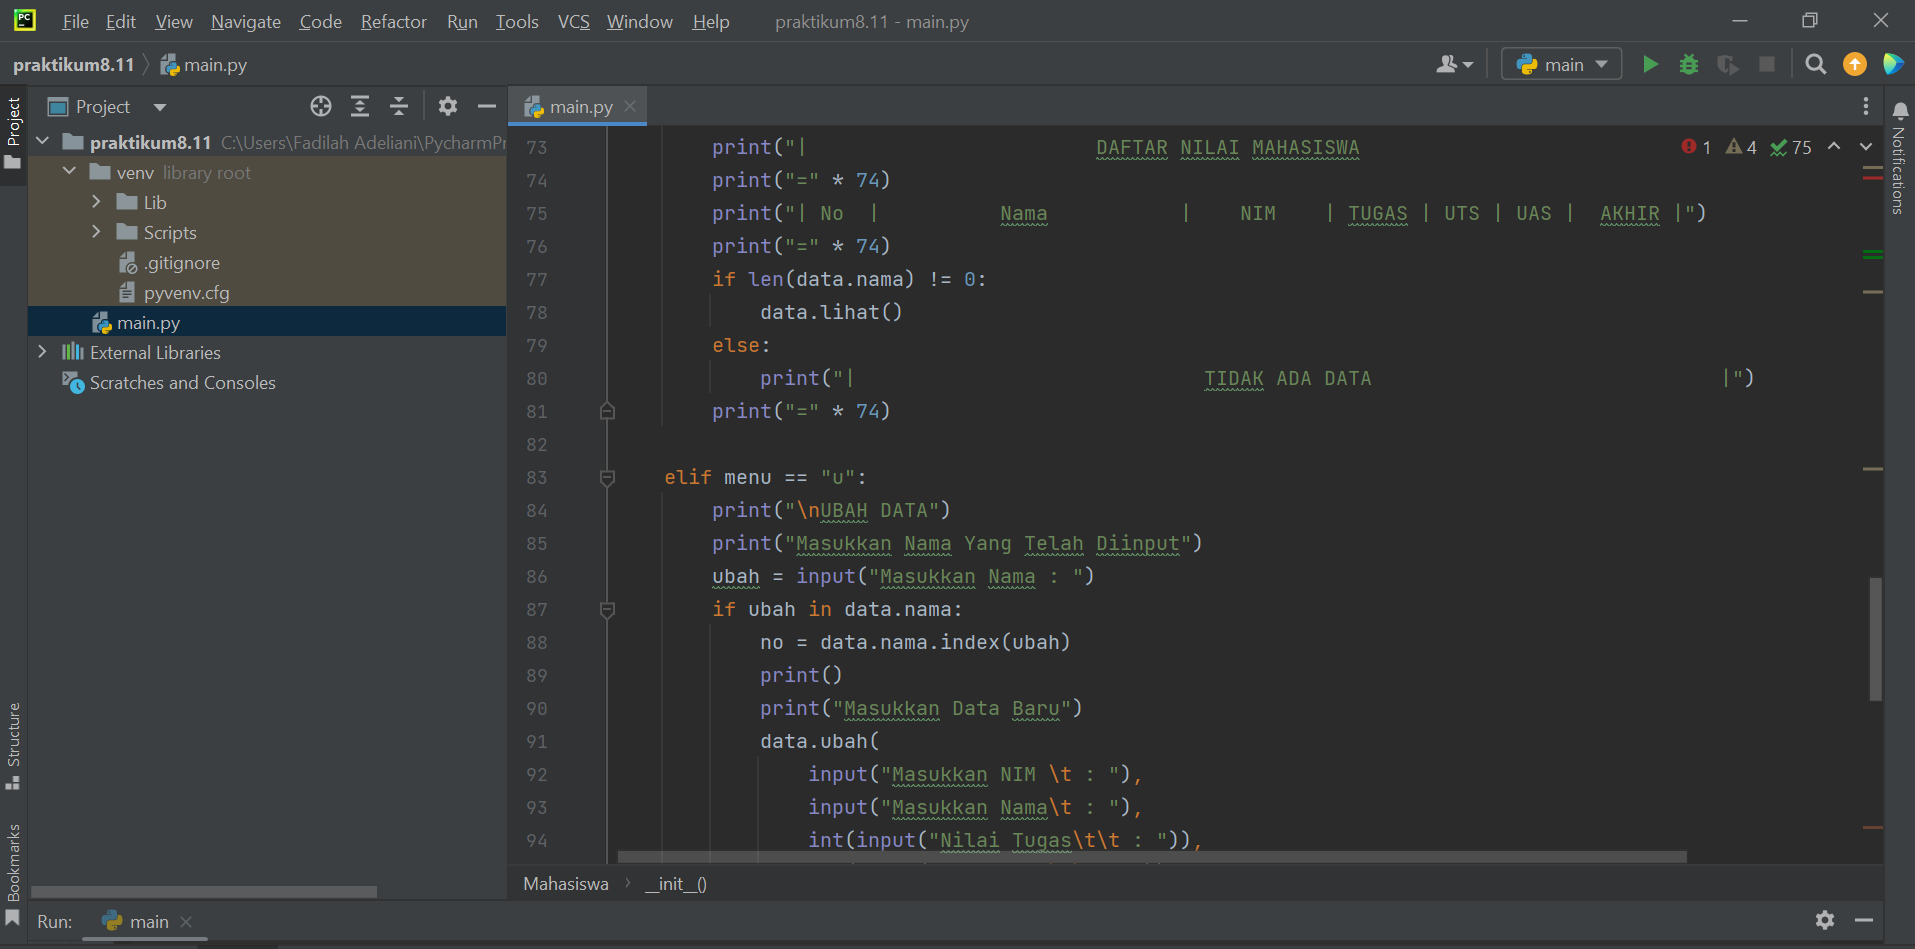 PC
File Edit View Navigate Code Refactor Run Tools VCS Window Help praktikum8.11 - main.py
praktikum8.11 main.py main
Project
Project
main.py
praktikum8.11 C:\Users\Fadilah Adeliani\PycharmPr
venv library root
Lib
Scripts
.gitignore
pyvenv.cfg
main.py
External Libraries
Scratches and Consoles
1 4 75
73 print("| DAFTAR NILAI MAHASISWA
74 print("=" * 74)
75 print("| No | Nama | NIM | TUGAS | UTS | UAS | AKHIR |")
76 print("=" * 74)
77 if len(data.nama) != 0:
78 data.lihat()
79 else:
80 print("| TIDAK ADA DATA |")
81 print("=" * 74)
82
83 elif menu == "u":
84 print("\nUBAH DATA")
85 print("Masukkan Nama Yang Telah Diinput")
86 ubah = input("Masukkan Nama : ")
87 if ubah in data.nama:
88 no = data.nama.index(ubah)
89 print()
90 print("Masukkan Data Baru")
91 data.ubah(
92 input("Masukkan NIM \t : "),
93 input("Masukkan Nama\t : "),
94 int(input("Nilai Tugas\t\t : ")),
Notifications
Structure
Bookmarks
Mahasiswa › __init__()
Run: main